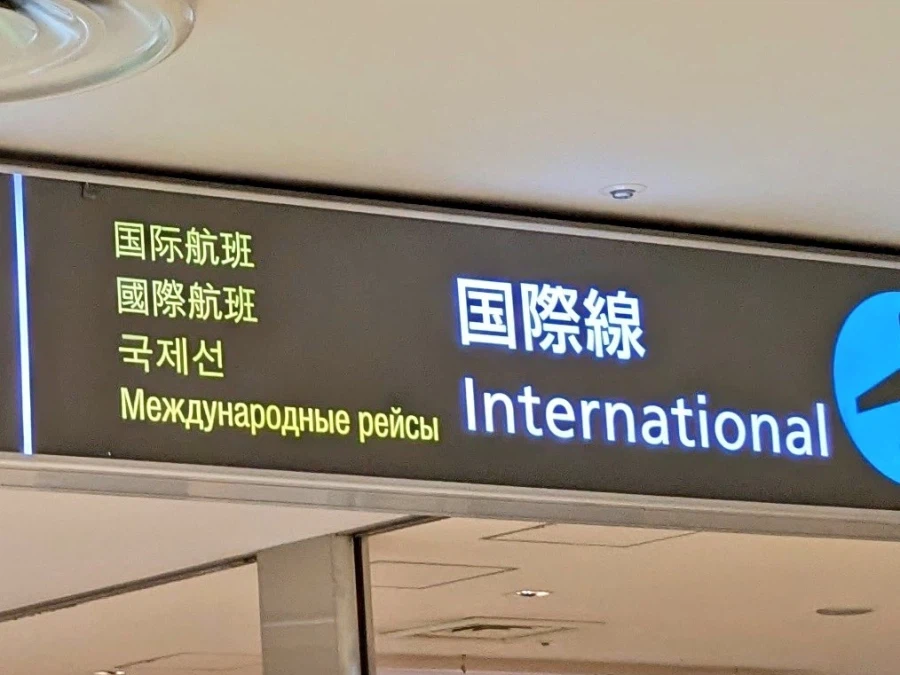 国际航班
國際航班
국제선
Международные рейсы
国際線
International